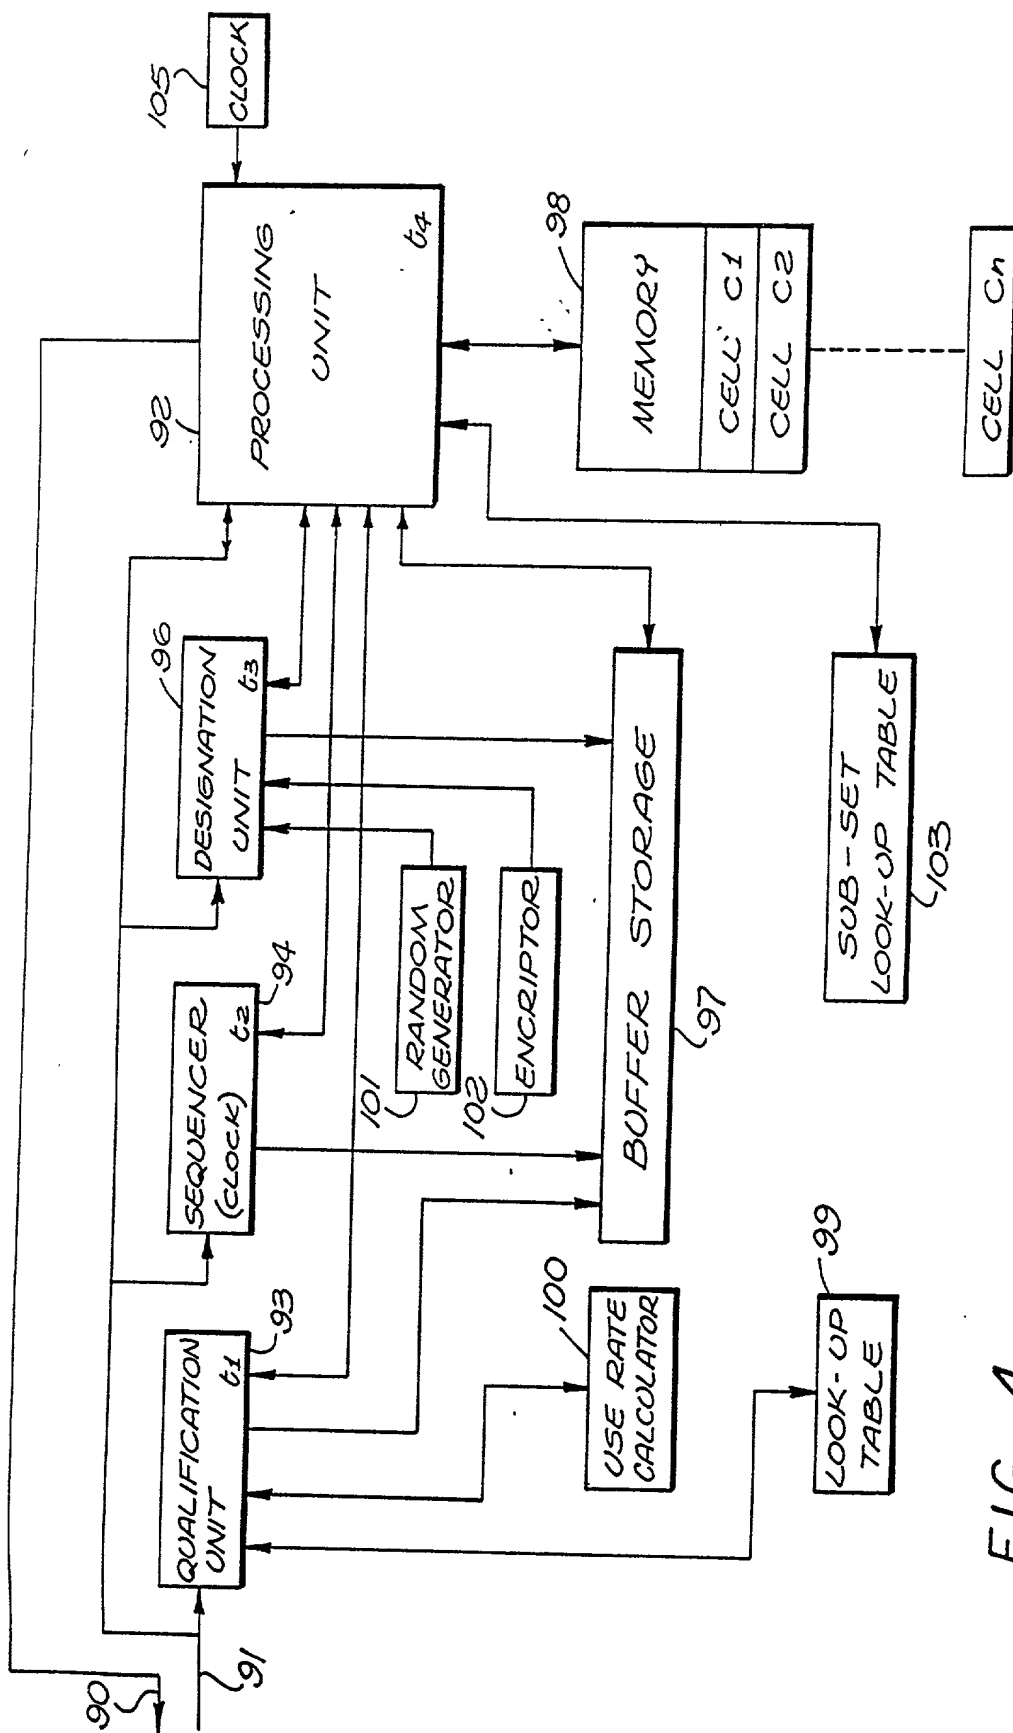 90
91
QUALIFICATION
UNIT
t1
93
SEQUENCER
(CLOCK)
t2
94
DESIGNATION
UNIT
t3
96
92
PROCESSING
UNIT
t4
105
CLOCK
101
RANDOM
GENERATOR
102
ENCRIPTOR
100
USE RATE
CALCULATOR
BUFFER STORAGE
97
98
MEMORY
CELL C1
CELL C2
CELL Cn
99
LOOK-UP
TABLE
SUB-SET
LOOK-UP TABLE
103
FIG. 4